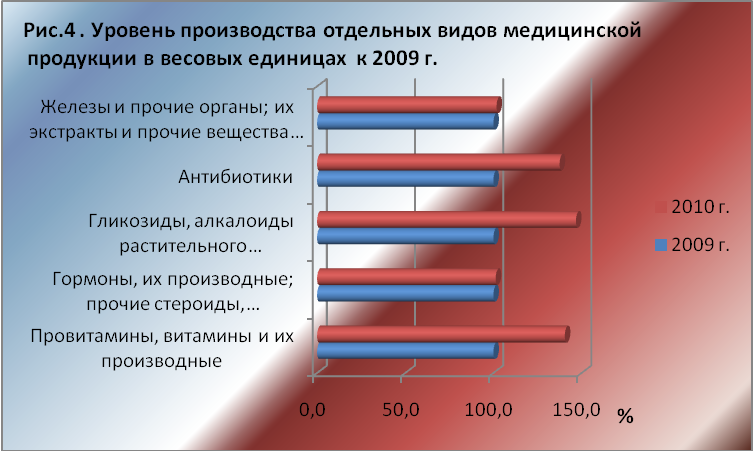 Рис.4 . Уровень производства отдельных видов медицинской
продукции в весовых единицах к 2009 г.
Железы и прочие органы; их
экстракты и прочие вещества…
Антибиотики
Гликозиды, алкалоиды
растительного…
Гормоны, их производные;
прочие стероиды,…
Провитамины, витамины и их
производные
2010 г.
2009 г.
0,0 50,0 100,0 150,0 %